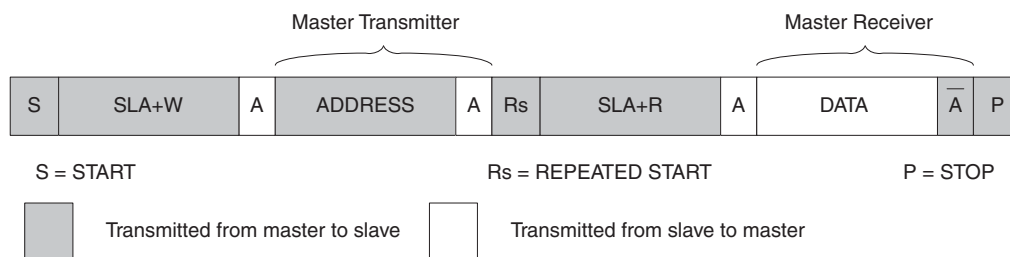 Master Transmitter Master Receiver
S SLA+W A ADDRESS A Rs SLA+R A DATA A̅ P
S = START Rs = REPEATED START P = STOP
Transmitted from master to slave Transmitted from slave to master